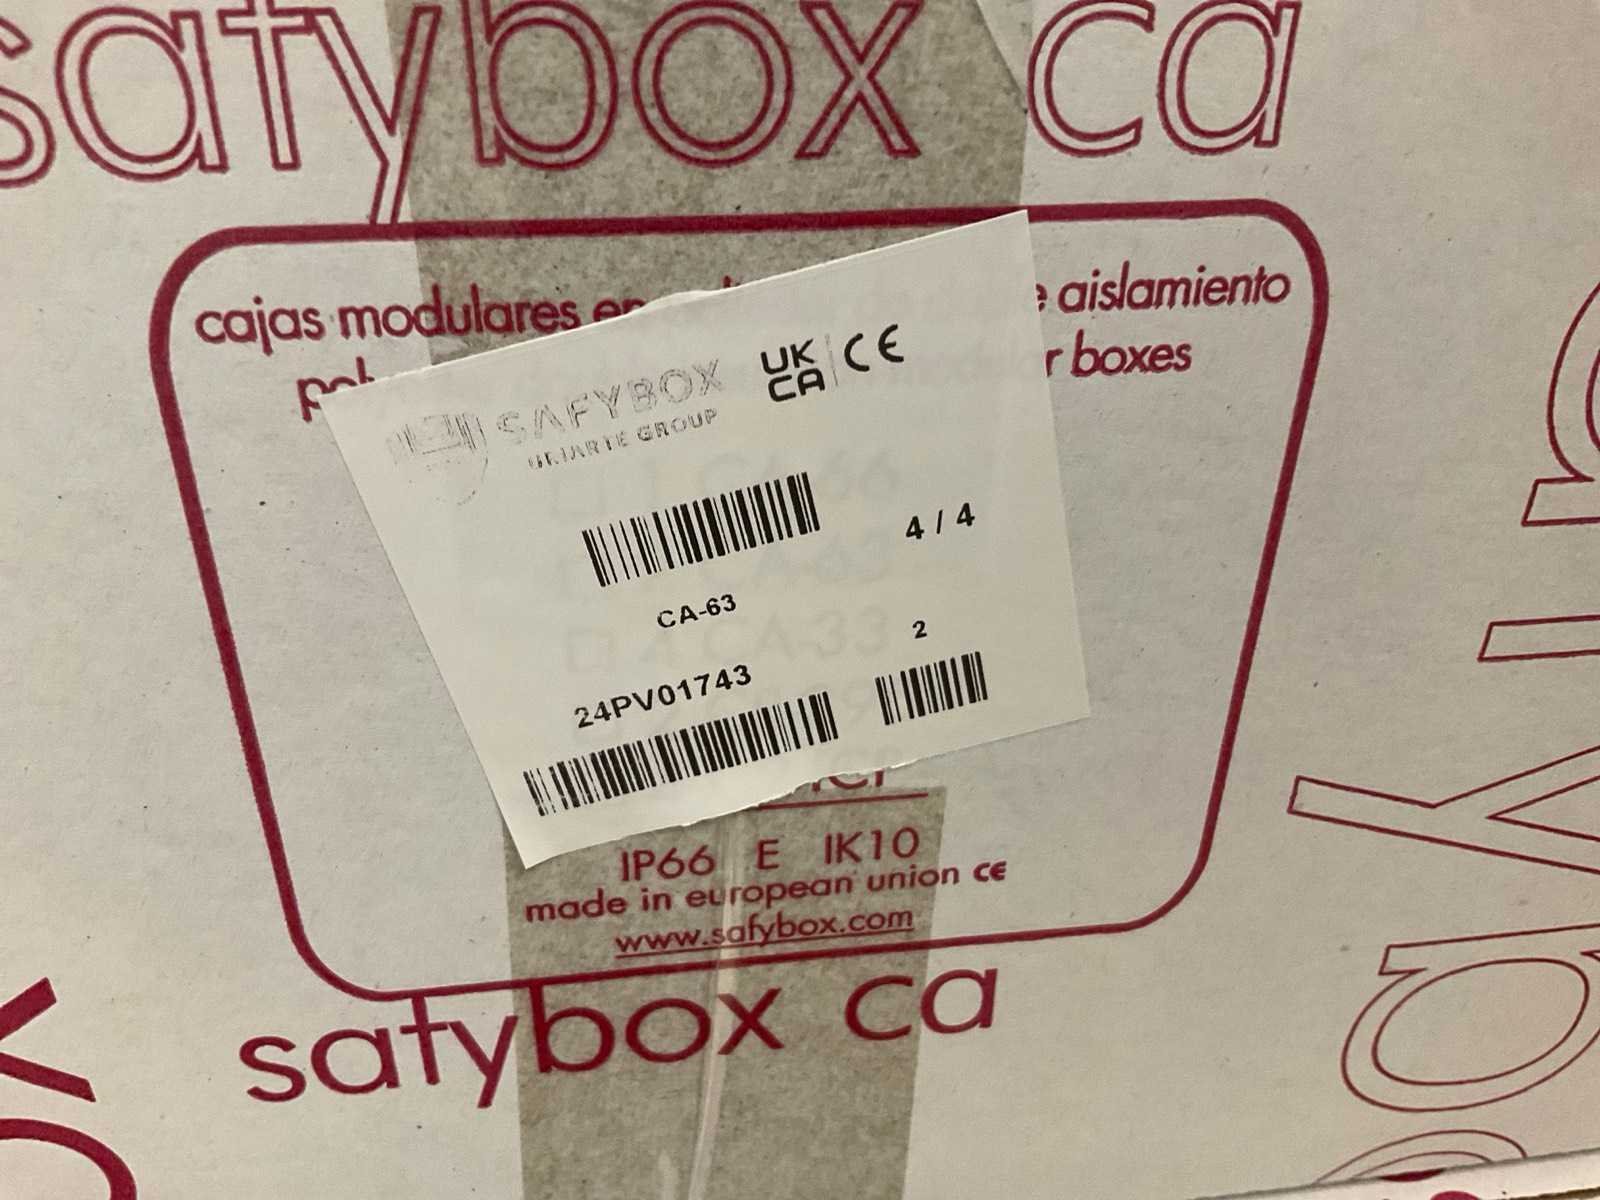 safybox ca
cajas modulares en aislamiento
r boxes
UK
CA
CE
SAFYBOX
URIARTE GROUP
4 / 4
CA-63
2
24PV01743
IP66 E IK10
made in european union CE
www.safybox.com
safybox ca